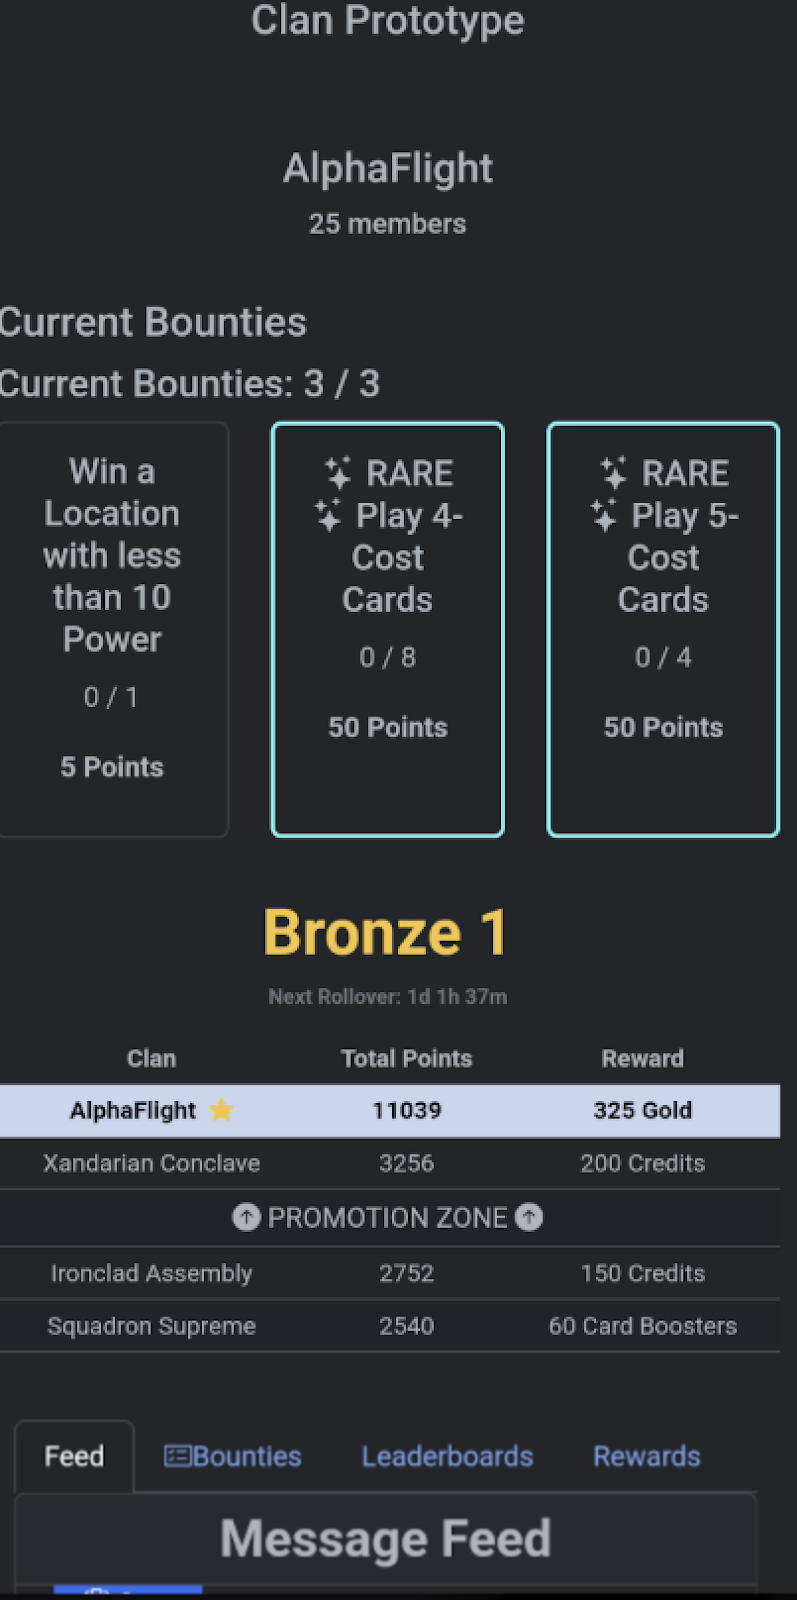 Clan Prototype
AlphaFlight
25 members
Current Bounties
Current Bounties: 3 / 3
Win a
Location
with less
than 10
Power
0 / 1
5 Points
RARE
Play 4-
Cost
Cards
0 / 8
50 Points
RARE
Play 5-
Cost
Cards
0 / 4
50 Points
Bronze 1
Next Rollover: 1d 1h 37m
Clan Total Points Reward
AlphaFlight 11039 325 Gold
Xandarian Conclave 3256 200 Credits
PROMOTION ZONE
Ironclad Assembly 2752 150 Credits
Squadron Supreme 2540 60 Card Boosters
Feed Bounties Leaderboards Rewards
Message Feed